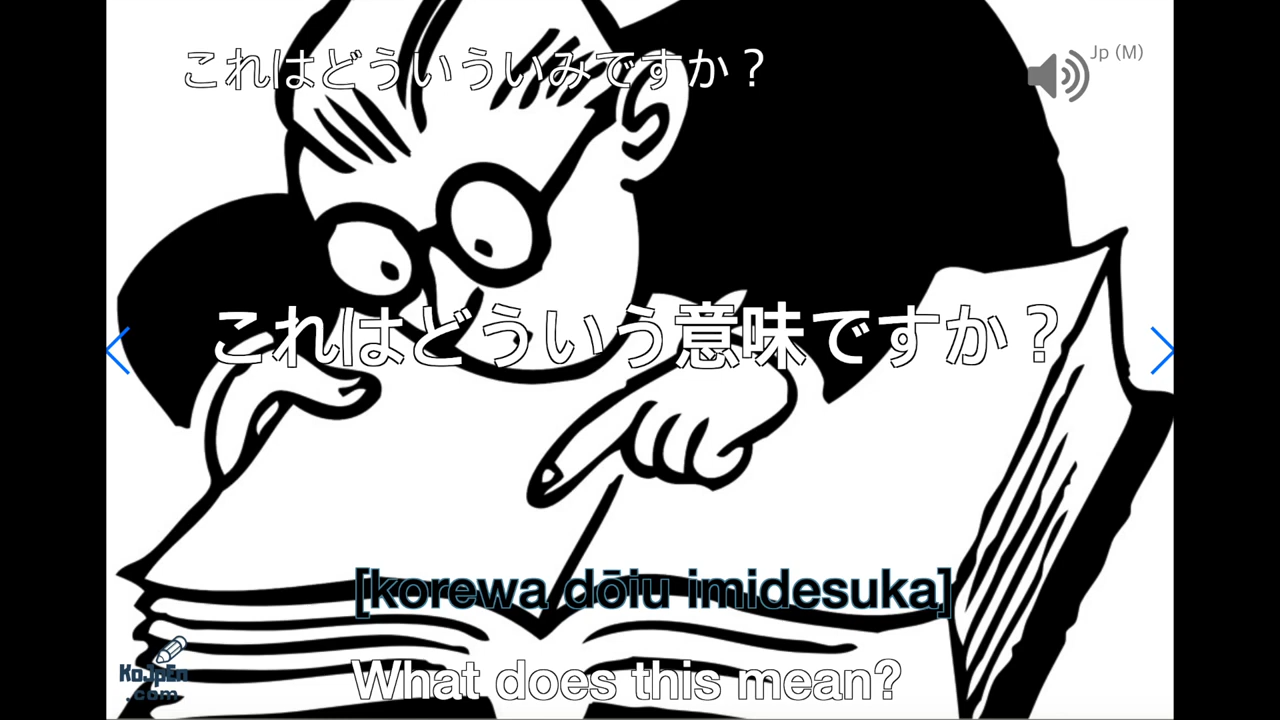 これはどういういみですか？
Jp (M)
これはどういう意味ですか？
[korewa dōiu imidesuka]
What does this mean?
KoJpEn
.com